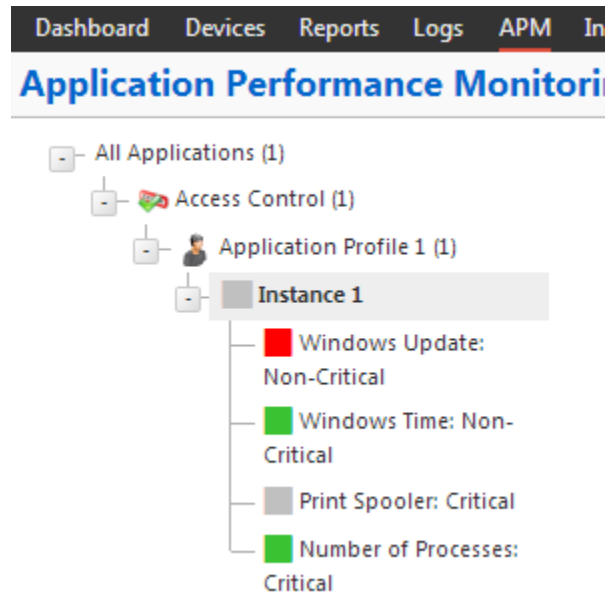 Dashboard Devices Reports Logs APM In
Application Performance Monitori
- All Applications (1)
- Access Control (1)
- Application Profile 1 (1)
- Instance 1
Windows Update:
Non-Critical
Windows Time: Non-
Critical
Print Spooler: Critical
Number of Processes:
Critical